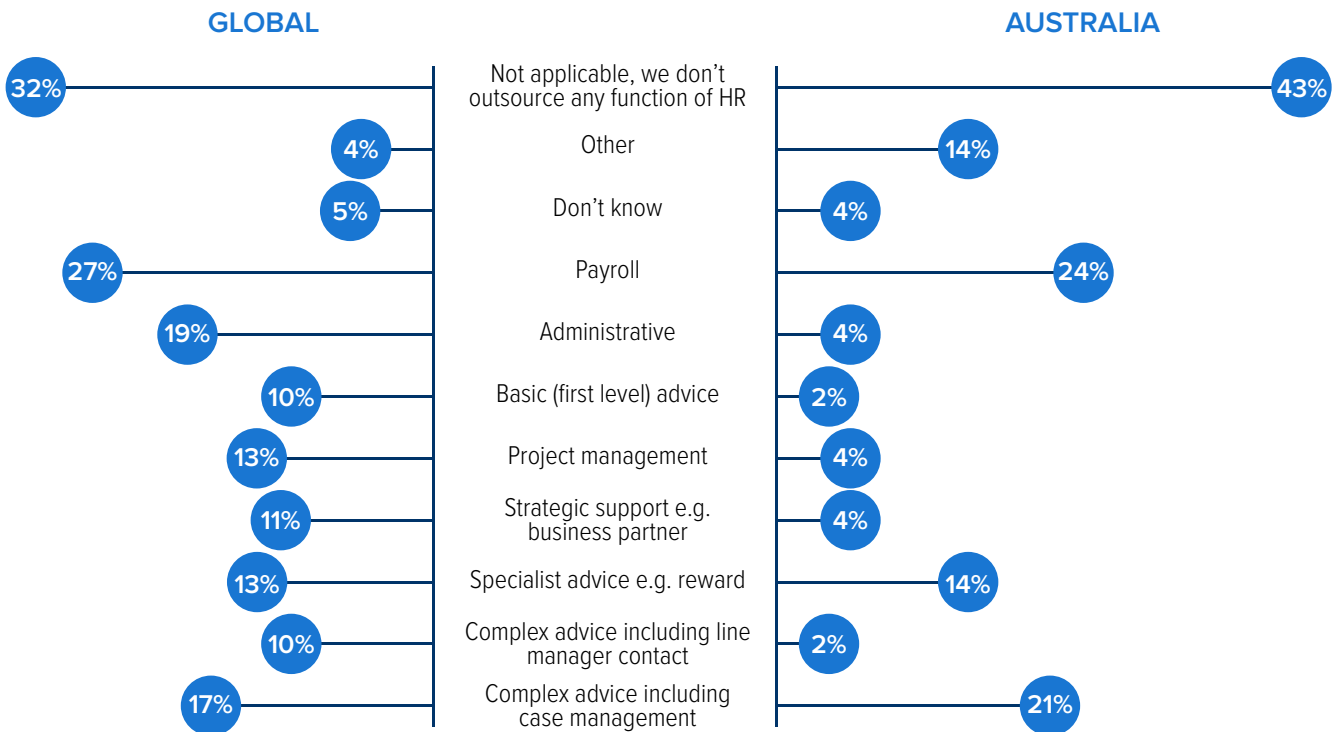 GLOBAL
AUSTRALIA
32%
Not applicable, we don’t
outsource any function of HR
43%
4%
Other
14%
5%
Don’t know
4%
27%
Payroll
24%
19%
Administrative
4%
10%
Basic (first level) advice
2%
13%
Project management
4%
11%
Strategic support e.g.
business partner
4%
13%
Specialist advice e.g. reward
14%
10%
Complex advice including line
manager contact
2%
17%
Complex advice including
case management
21%